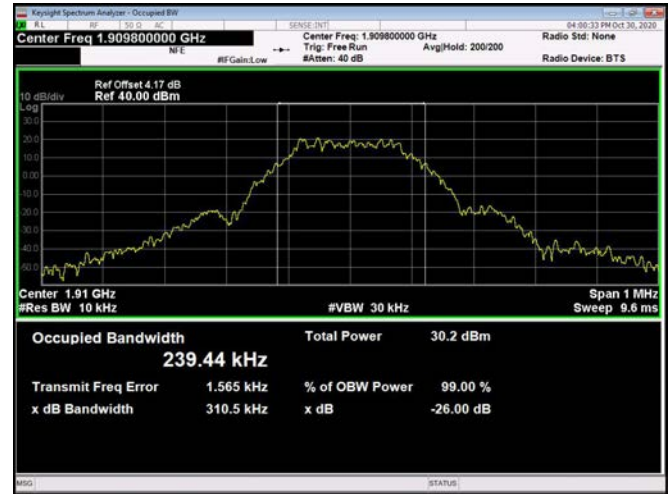 Keysight Spectrum Analyzer - Occupied BW
RL RF 50 Ω AC SENSE:INT 04:00:33 PM Oct 30, 2020
Center Freq 1.909800000 GHz Center Freq: 1.909800000 GHz Radio Std: None
NFE Trig: Free Run Avg|Hold: 200/200
#IFGain:Low #Atten: 40 dB Radio Device: BTS
Ref Offset 4.17 dB
10 dB/div Ref 40.00 dBm
Log
30.0
20.0
10.0
0.00
-10.0
-20.0
-30.0
-40.0
-50.0
Center 1.91 GHz Span 1 MHz
#Res BW 10 kHz #VBW 30 kHz Sweep 9.6 ms
Occupied Bandwidth Total Power 30.2 dBm
239.44 kHz
Transmit Freq Error 1.565 kHz % of OBW Power 99.00 %
x dB Bandwidth 310.5 kHz x dB -26.00 dB
MSG STATUS